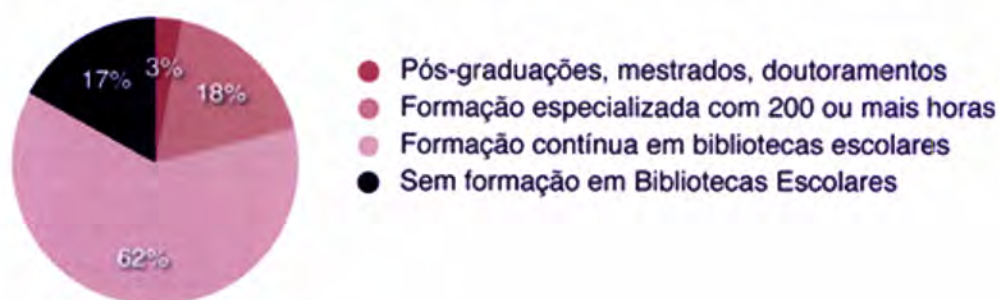 3%
17%
18%
62%
Pós-graduações, mestrados, doutoramentos
Formação especializada com 200 ou mais horas
Formação contínua em bibliotecas escolares
Sem formação em Bibliotecas Escolares